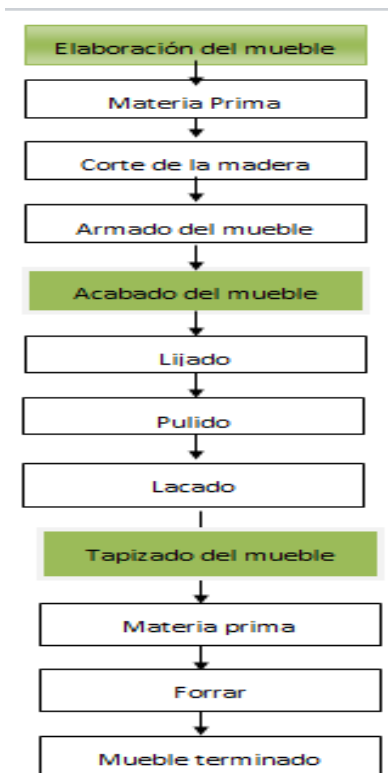 Elaboración del mueble
Materia Prima
Corte de la madera
Armado del mueble
Acabado del mueble
Lijado
Pulido
Lacado
Tapizado del mueble
Materia prima
Forrar
Mueble terminado